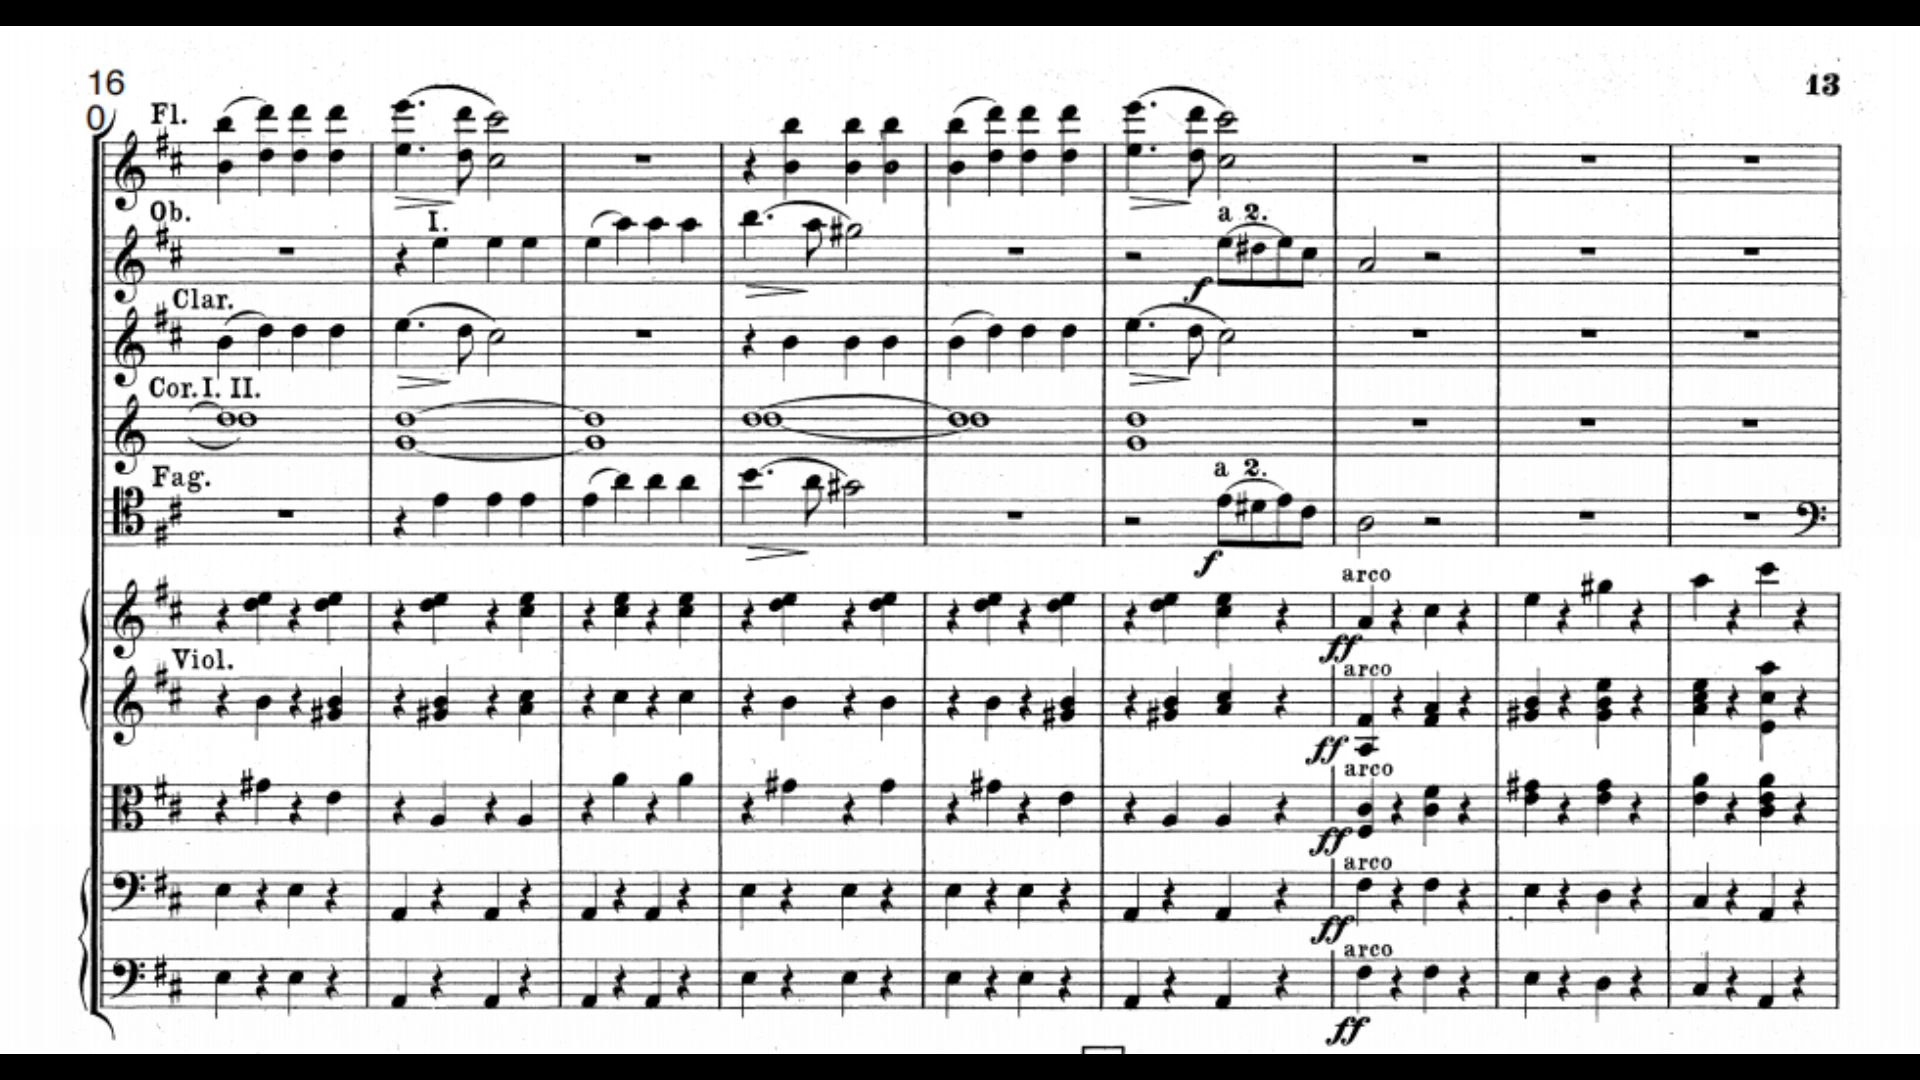 16
0
13
Fl.
Ob.
I.
a 2.
f
Clar.
Cor. I. II.
Fag.
a 2.
f
arco
ff
Viol.
arco
ff
arco
ff
arco
ff
arco
ff